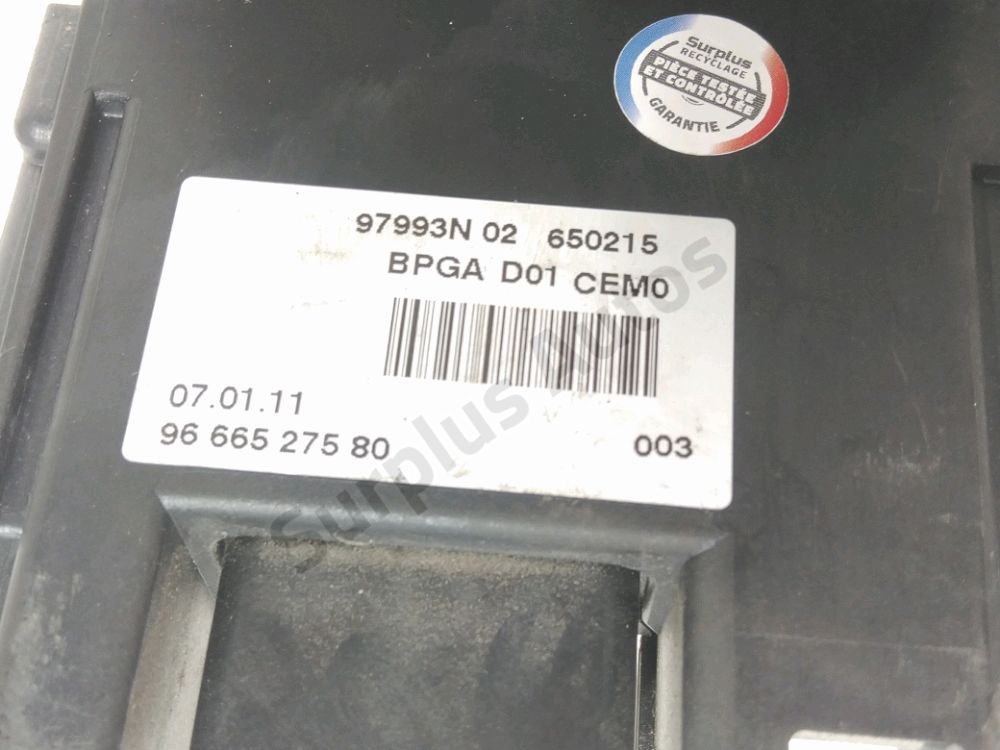 Surplus
RECYCLAGE
PIÈCE TESTÉE
ET CONTRÔLÉE
GARANTIE
97993N 02 650215
BPGA D01 CEM0
07.01.11
96 665 275 80 003
Surplus Autos